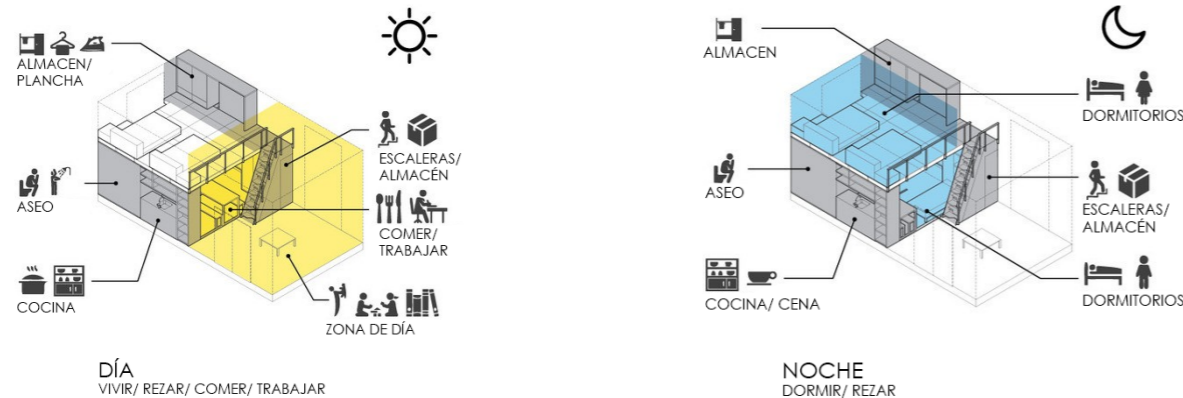 ALMACEN/
PLANCHA
ESCALERAS/
ALMACÉN
ASEO
COMER/
TRABAJAR
COCINA
ZONA DE DÍA
DÍA
VIVIR/ REZAR/ COMER/ TRABAJAR
ALMACEN
DORMITORIOS
ASEO
ESCALERAS/
ALMACÉN
COCINA/ CENA
DORMITORIOS
NOCHE
DORMIR/ REZAR